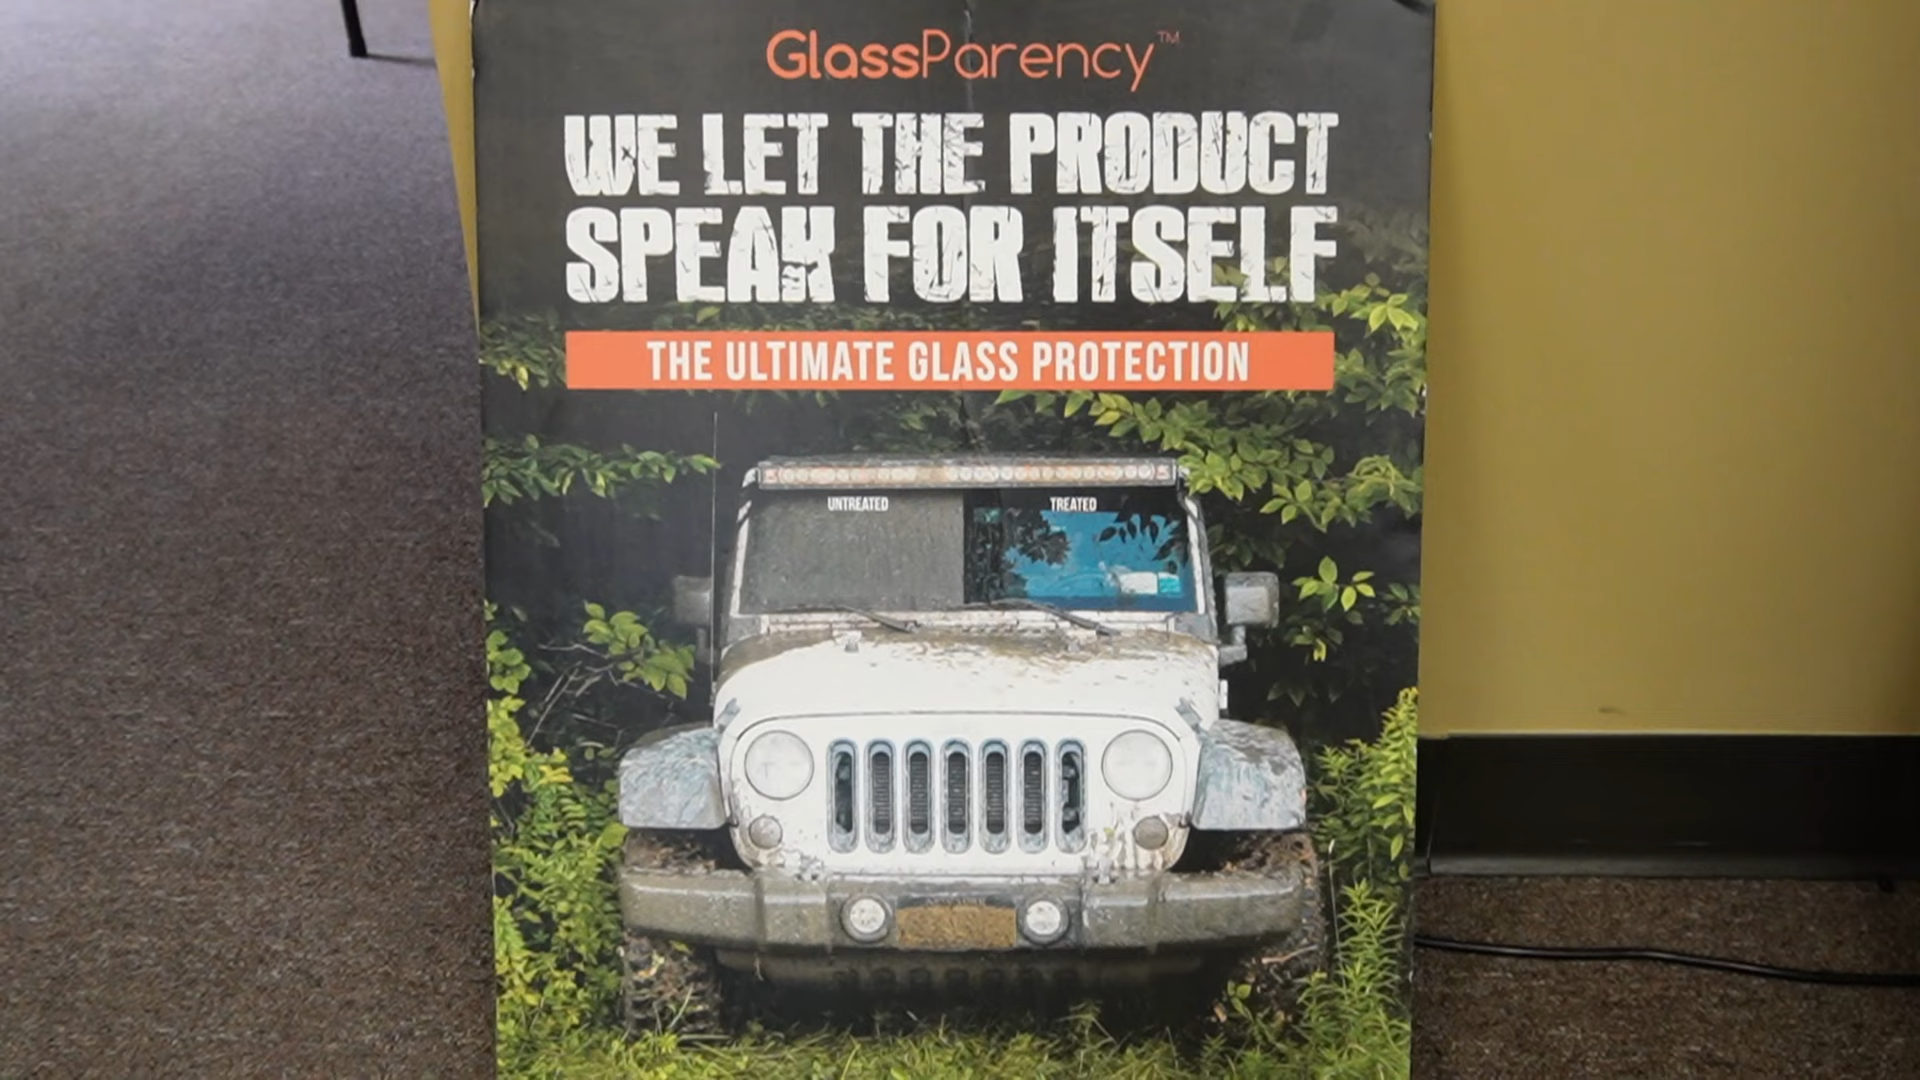 GlassParency™
WE LET THE PRODUCT
SPEAK FOR ITSELF
THE ULTIMATE GLASS PROTECTION
UNTREATED
TREATED